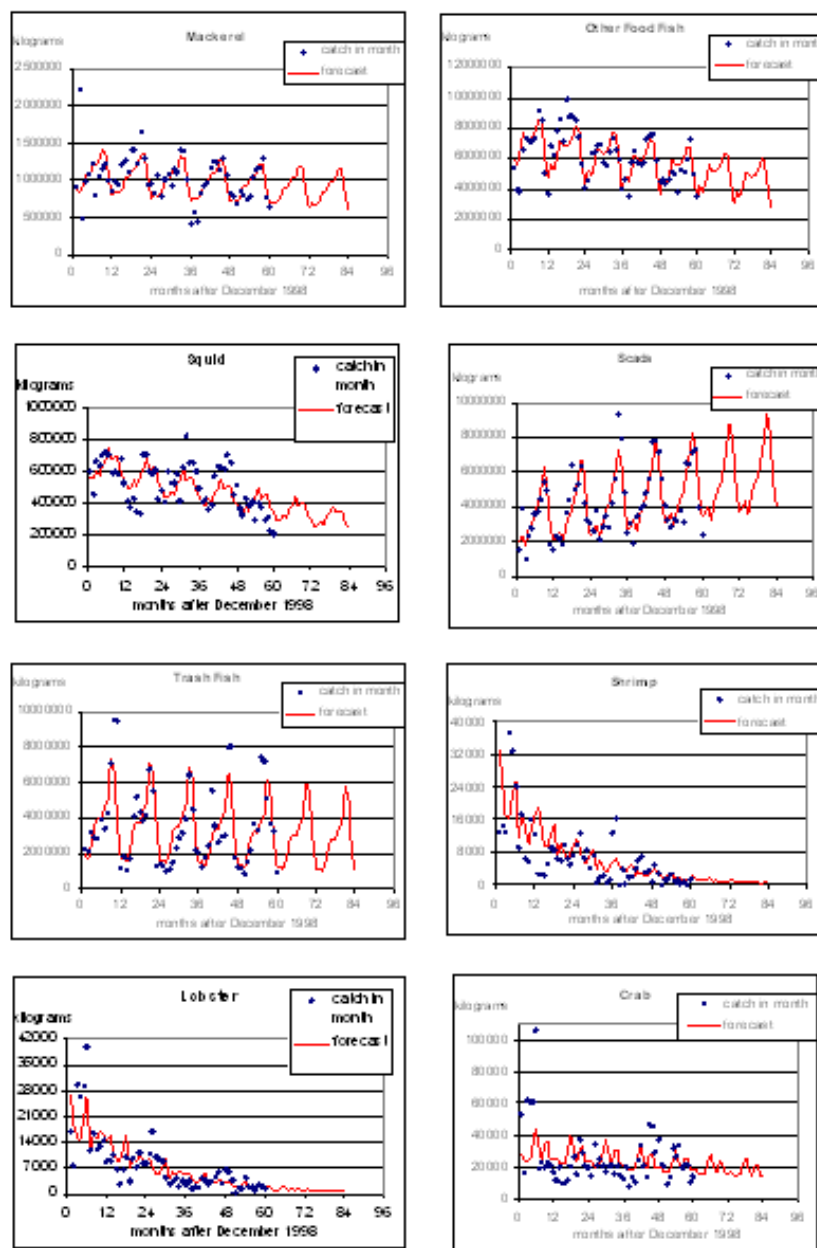 Mackerel
kilograms
catch in month
forecast
2500000
2000000
1500000
1000000
500000
0
0 12 24 36 48 60 72 84 96
months after December 1998
Other Food Fish
kilograms
catch in month
forecast
12000000
10000000
8000000
6000000
4000000
2000000
0
0 12 24 36 48 60 72 84 96
months after December 1998
Squid
kilograms
catch in
month
forecast
1000000
800000
600000
400000
200000
0
0 12 24 36 48 60 72 84 96
months after December 1998
Scads
kilograms
catch in month
forecast
10000000
8000000
6000000
4000000
2000000
0
0 12 24 36 48 60 72 84 96
months after December 1998
Trash Fish
kilograms
catch in month
forecast
10000000
8000000
6000000
4000000
2000000
0
0 12 24 36 48 60 72 84 96
months after December 1998
Shrimp
kilograms
catch in month
forecast
40000
32000
24000
16000
8000
0
0 12 24 36 48 60 72 84 96
months after December 1998
Lobster
kilograms
catch in
month
forecast
42000
35000
28000
21000
14000
7000
0
0 12 24 36 48 60 72 84 96
months after December 1998
Crab
kilograms
catch in month
forecast
100000
80000
60000
40000
20000
0
0 12 24 36 48 60 72 84 96
months after December 1998